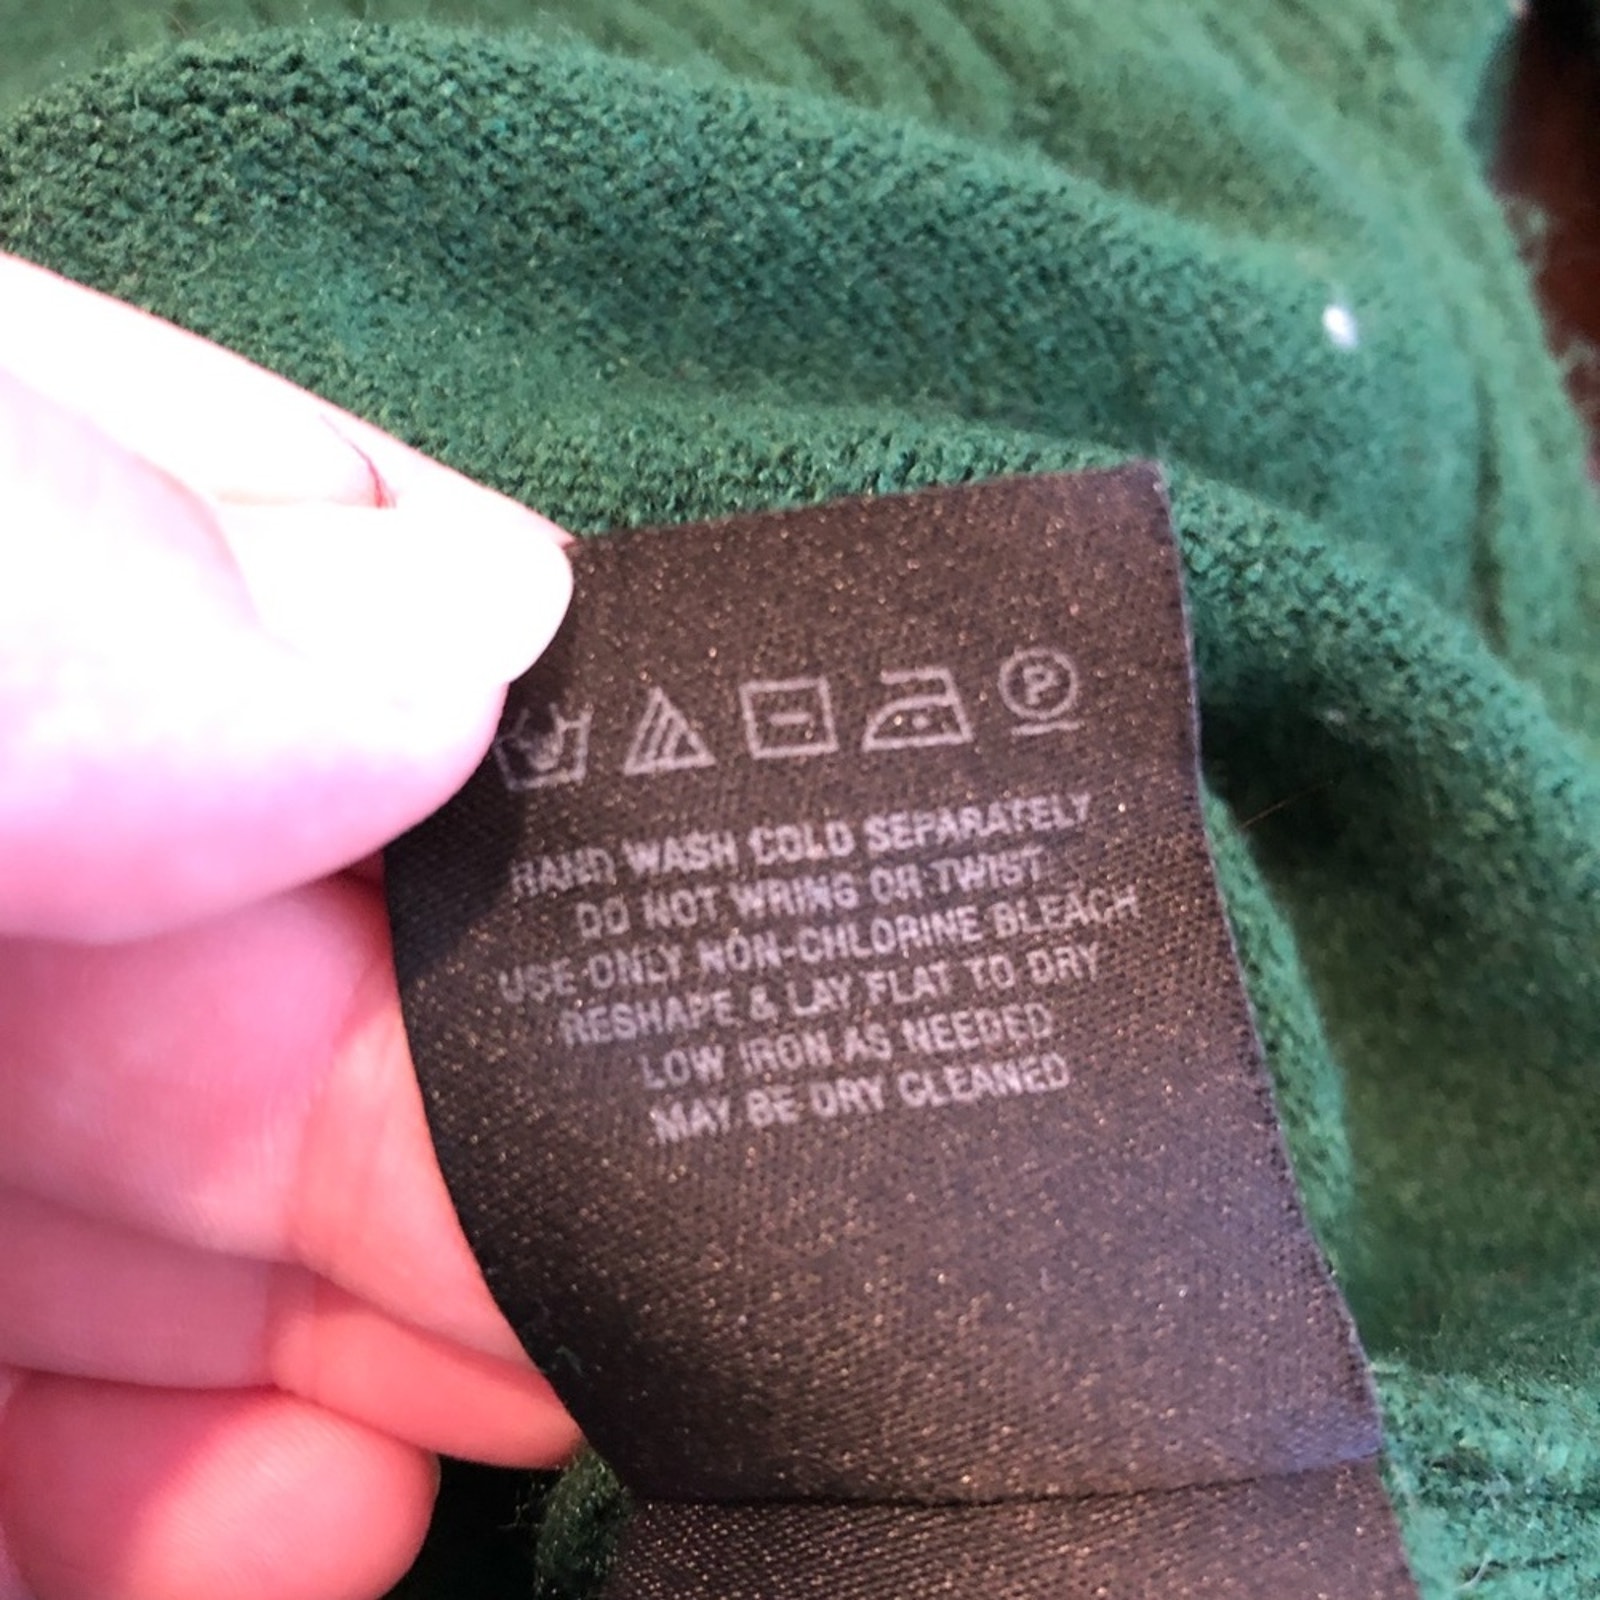 P
HAND WASH COLD SEPARATELY
DO NOT WRING OR TWIST
USE ONLY NON-CHLORINE BLEACH
RESHAPE & LAY FLAT TO DRY
LOW IRON AS NEEDED
MAY BE DRY CLEANED